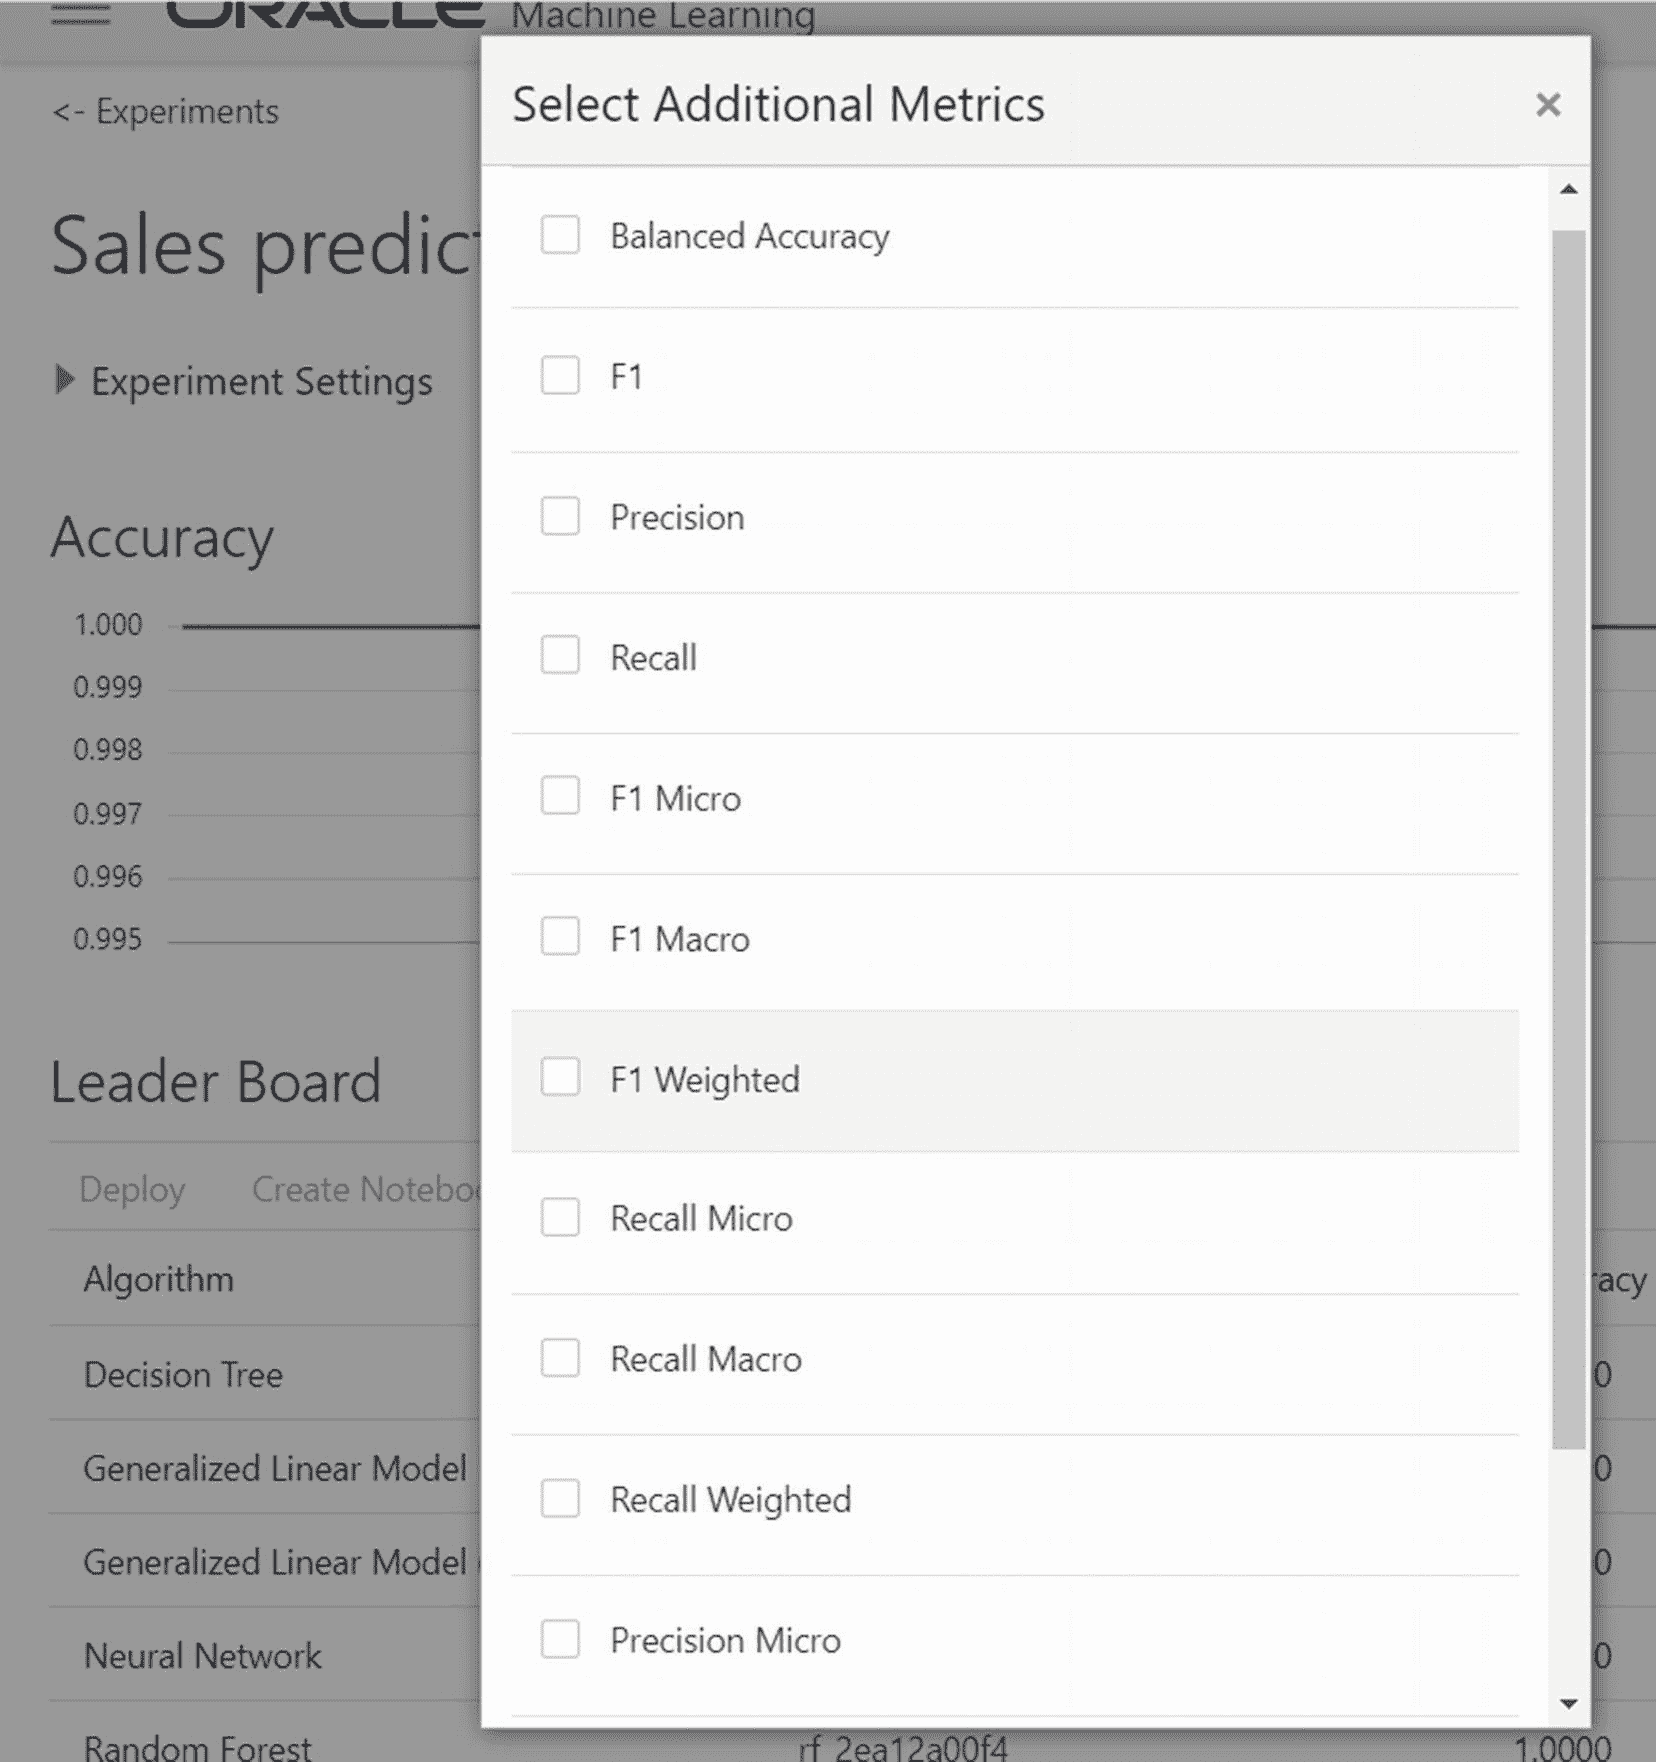 ORACLE Machine Learning
<- Experiments
Sales predict
Experiment Settings
Accuracy
1.000
0.999
0.998
0.997
0.996
0.995
Leader Board
Deploy Create Noteboo
Algorithm
Decision Tree
Generalized Linear Model
Generalized Linear Model
Neural Network
Random Forest rf_2ea12a00f4 1.0000
racy
0
0
0
0
Select Additional Metrics
×
Balanced Accuracy
F1
Precision
Recall
F1 Micro
F1 Macro
F1 Weighted
Recall Micro
Recall Macro
Recall Weighted
Precision Micro